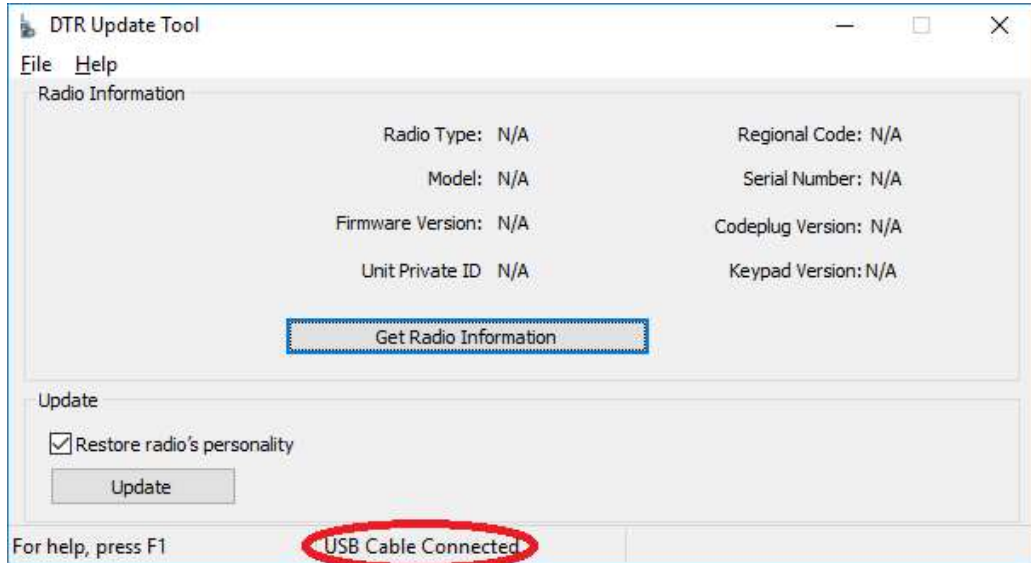 DTR Update Tool
File Help
Radio Information
Radio Type: N/A Regional Code: N/A
Model: N/A Serial Number: N/A
Firmware Version: N/A Codeplug Version: N/A
Unit Private ID N/A Keypad Version: N/A
Get Radio Information
Update
Restore radio's personality
Update
For help, press F1 USB Cable Connected